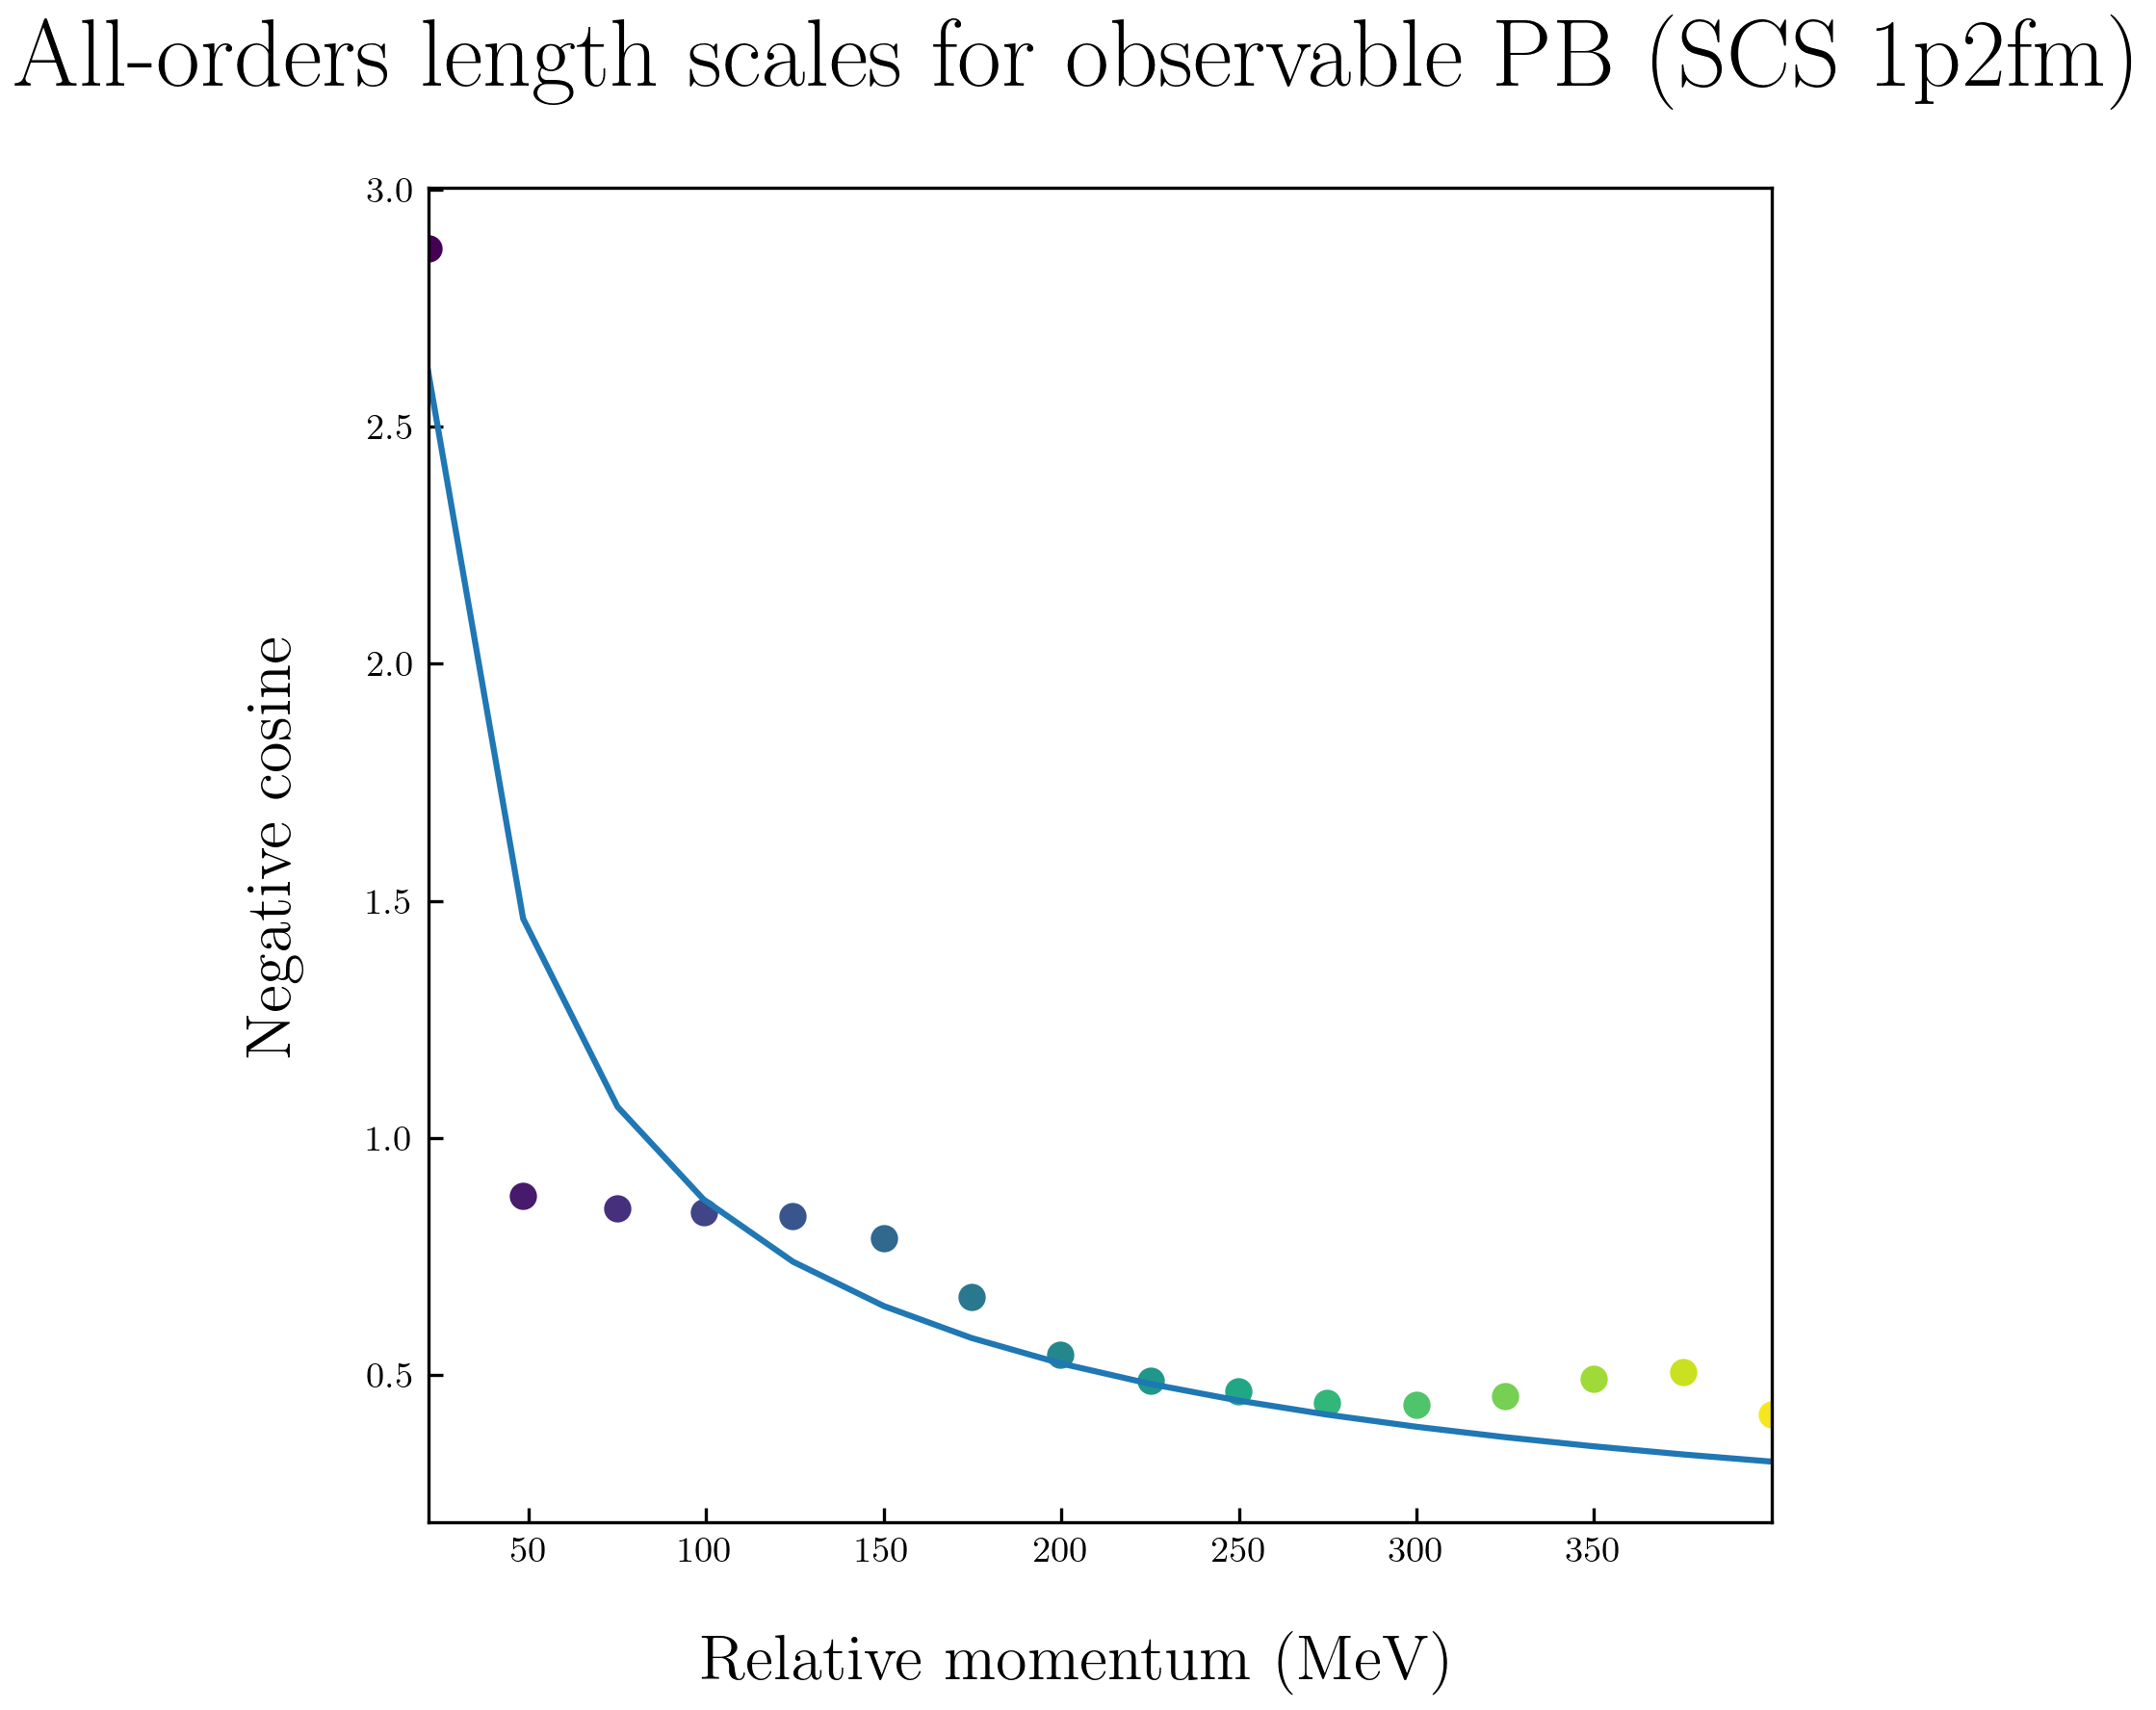 All-orders length scales for observable PB (SCS 1p2fm)
3.0
2.5
2.0
1.5
1.0
0.5
Negative cosine
50 100 150 200 250 300 350
Relative momentum (MeV)